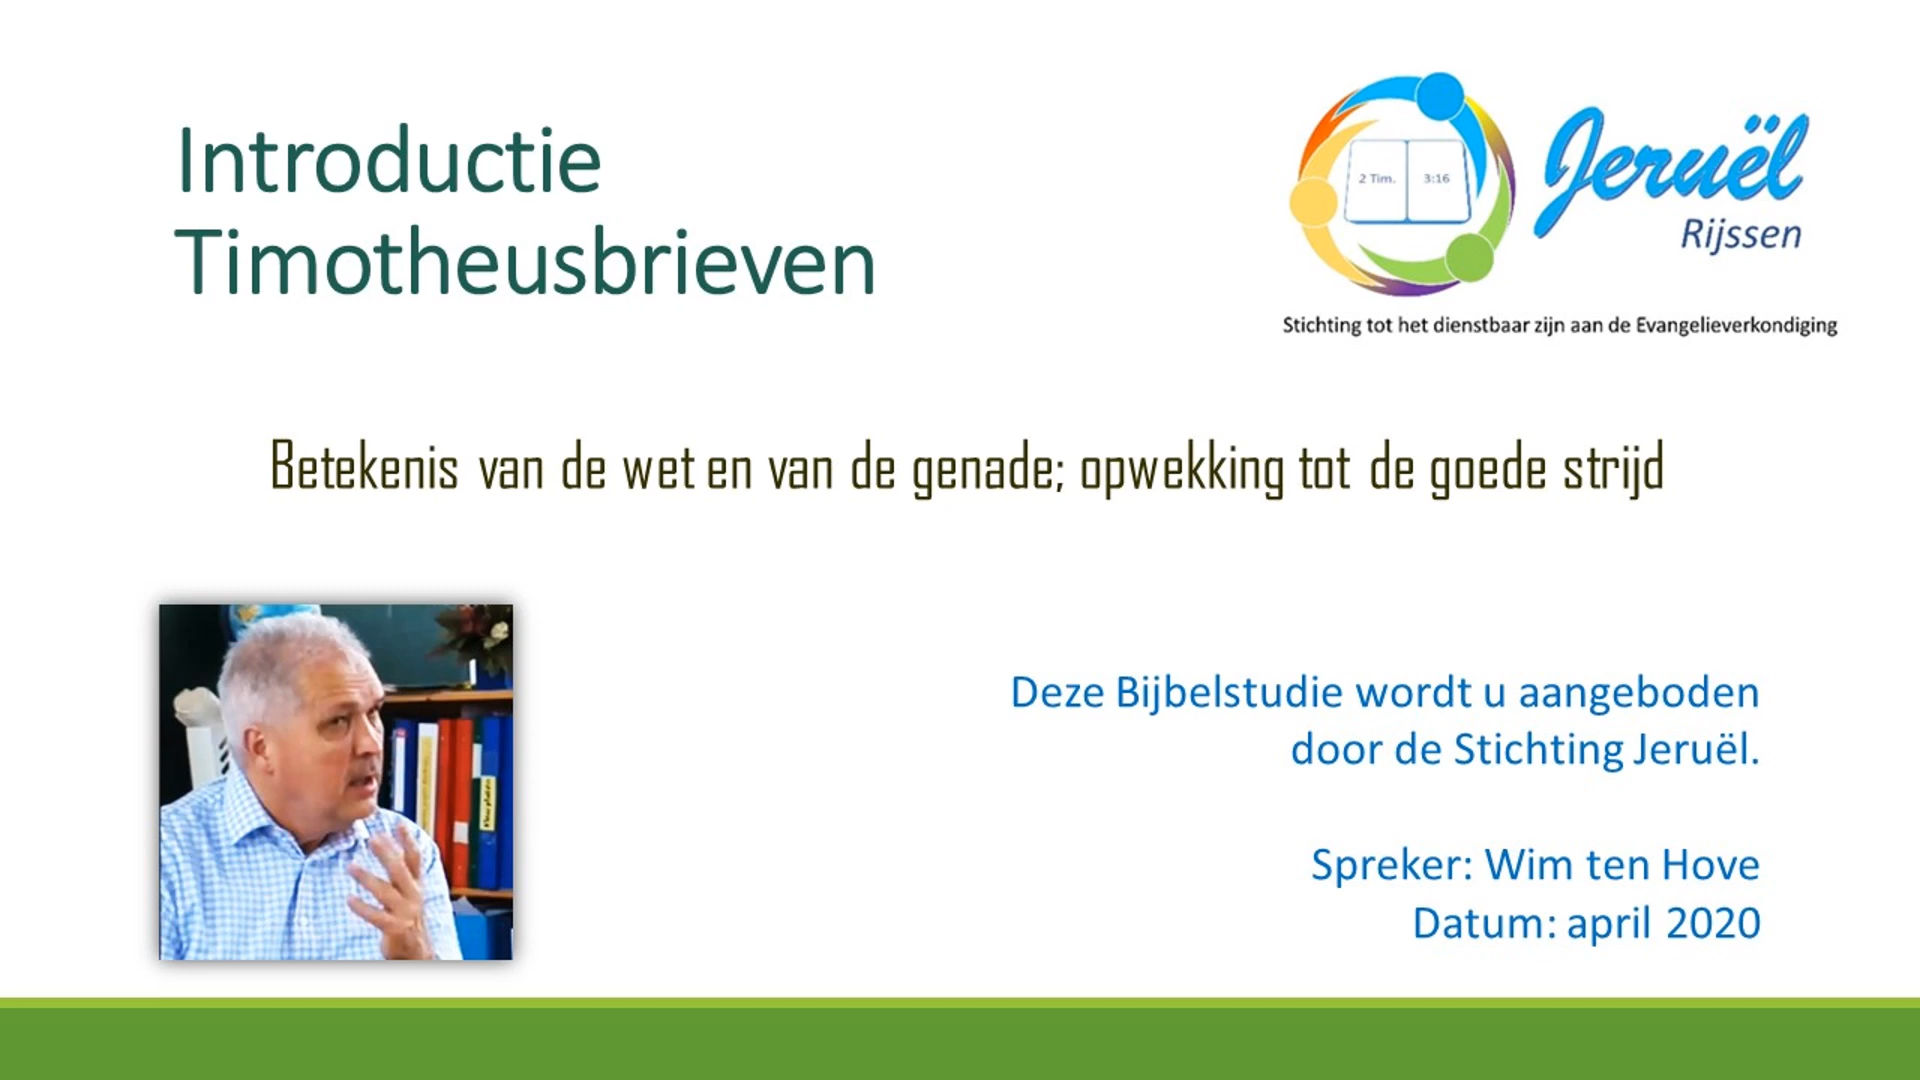 Introductie
Timotheusbrieven
2 Tim. 3:16
Jeruël
Rijssen
Stichting tot het dienstbaar zijn aan de Evangelieverkondiging
Betekenis van de wet en van de genade; opwekking tot de goede strijd
Deze Bijbelstudie wordt u aangeboden
door de Stichting Jeruël.
Spreker: Wim ten Hove
Datum: april 2020